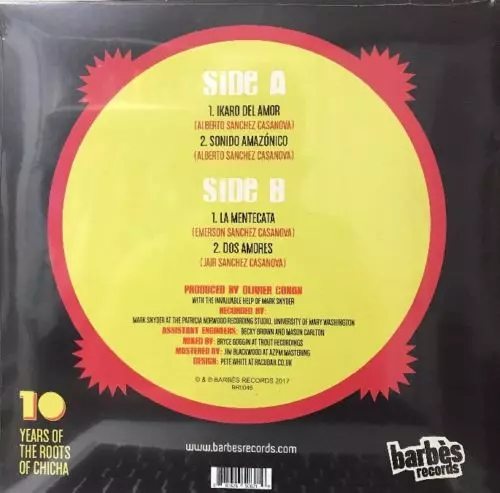 SIDE A
1. IKARO DEL AMOR
(ALBERTO SANCHEZ CASANOVA)
2. SONIDO AMAZÓNICO
(ALBERTO SANCHEZ CASANOVA)
SIDE B
1. LA MENTECATA
(EMERSON SANCHEZ CASANOVA)
2. DOS AMORES
(JAIR SANCHEZ CASANOVA)
PRODUCED BY OLIVIER CONAN
WITH THE INVALUABLE HELP OF MARK SNYDER
RECORDED BY:
MARK SNYDER AT THE PATRICIA NORWOOD RECORDING STUDIO, UNIVERSITY OF MARY WASHINGTON
ASSISTANT ENGINEERS: BECKY BROWN AND MASON CARLTON
MIXED BY: BRYCE GOGGIN AT TROUT RECORDINGS
MASTERED BY: JIM BLACKWOOD AT AZPM MASTERING
DESIGN: PETE WHITE AT PACUDAH.CO.UK
© & ℗ BARBÈS RECORDS 2017
BR0046
10
YEARS OF
THE ROOTS
OF CHICHA
www.barbesrecords.com
barbès
records